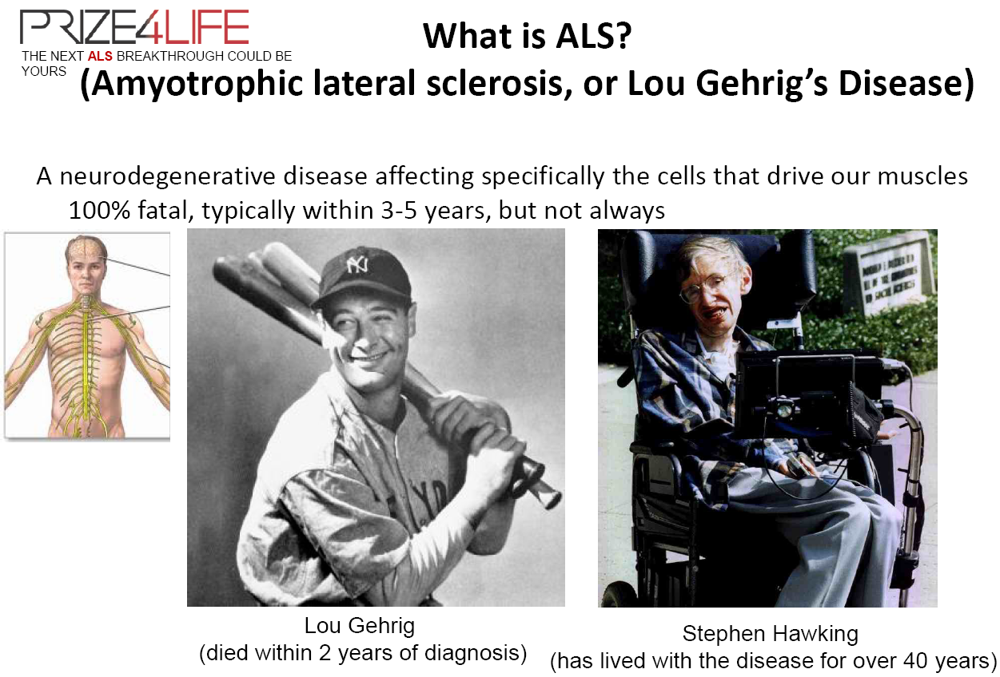 PRIZE4LIFE
THE NEXT ALS BREAKTHROUGH COULD BE
YOURS
What is ALS?
(Amyotrophic lateral sclerosis, or Lou Gehrig's Disease)
A neurodegenerative disease affecting specifically the cells that drive our muscles
100% fatal, typically within 3-5 years, but not always
NY
Lou Gehrig
(died within 2 years of diagnosis)
Stephen Hawking
(has lived with the disease for over 40 years)